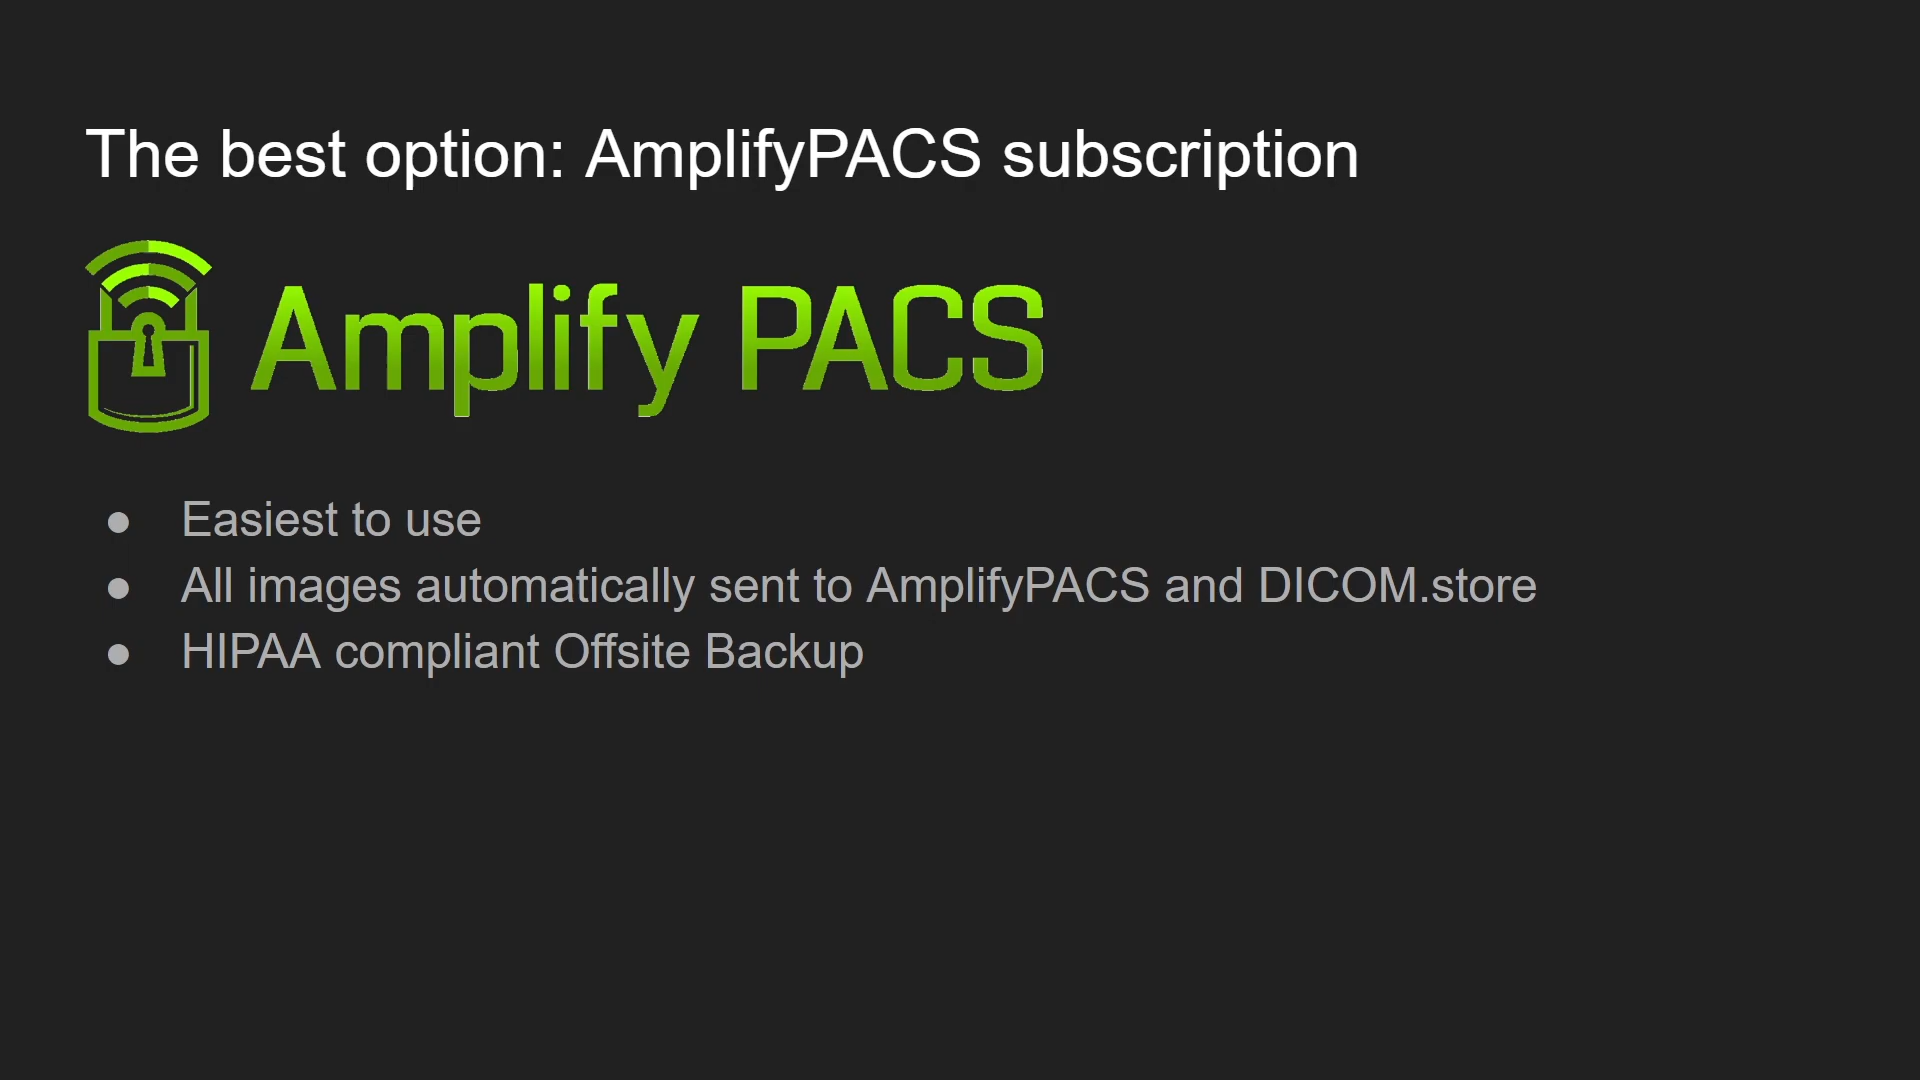 The best option: AmplifyPACS subscription
Amplify PACS
● Easiest to use
● All images automatically sent to AmplifyPACS and DICOM.store
● HIPAA compliant Offsite Backup